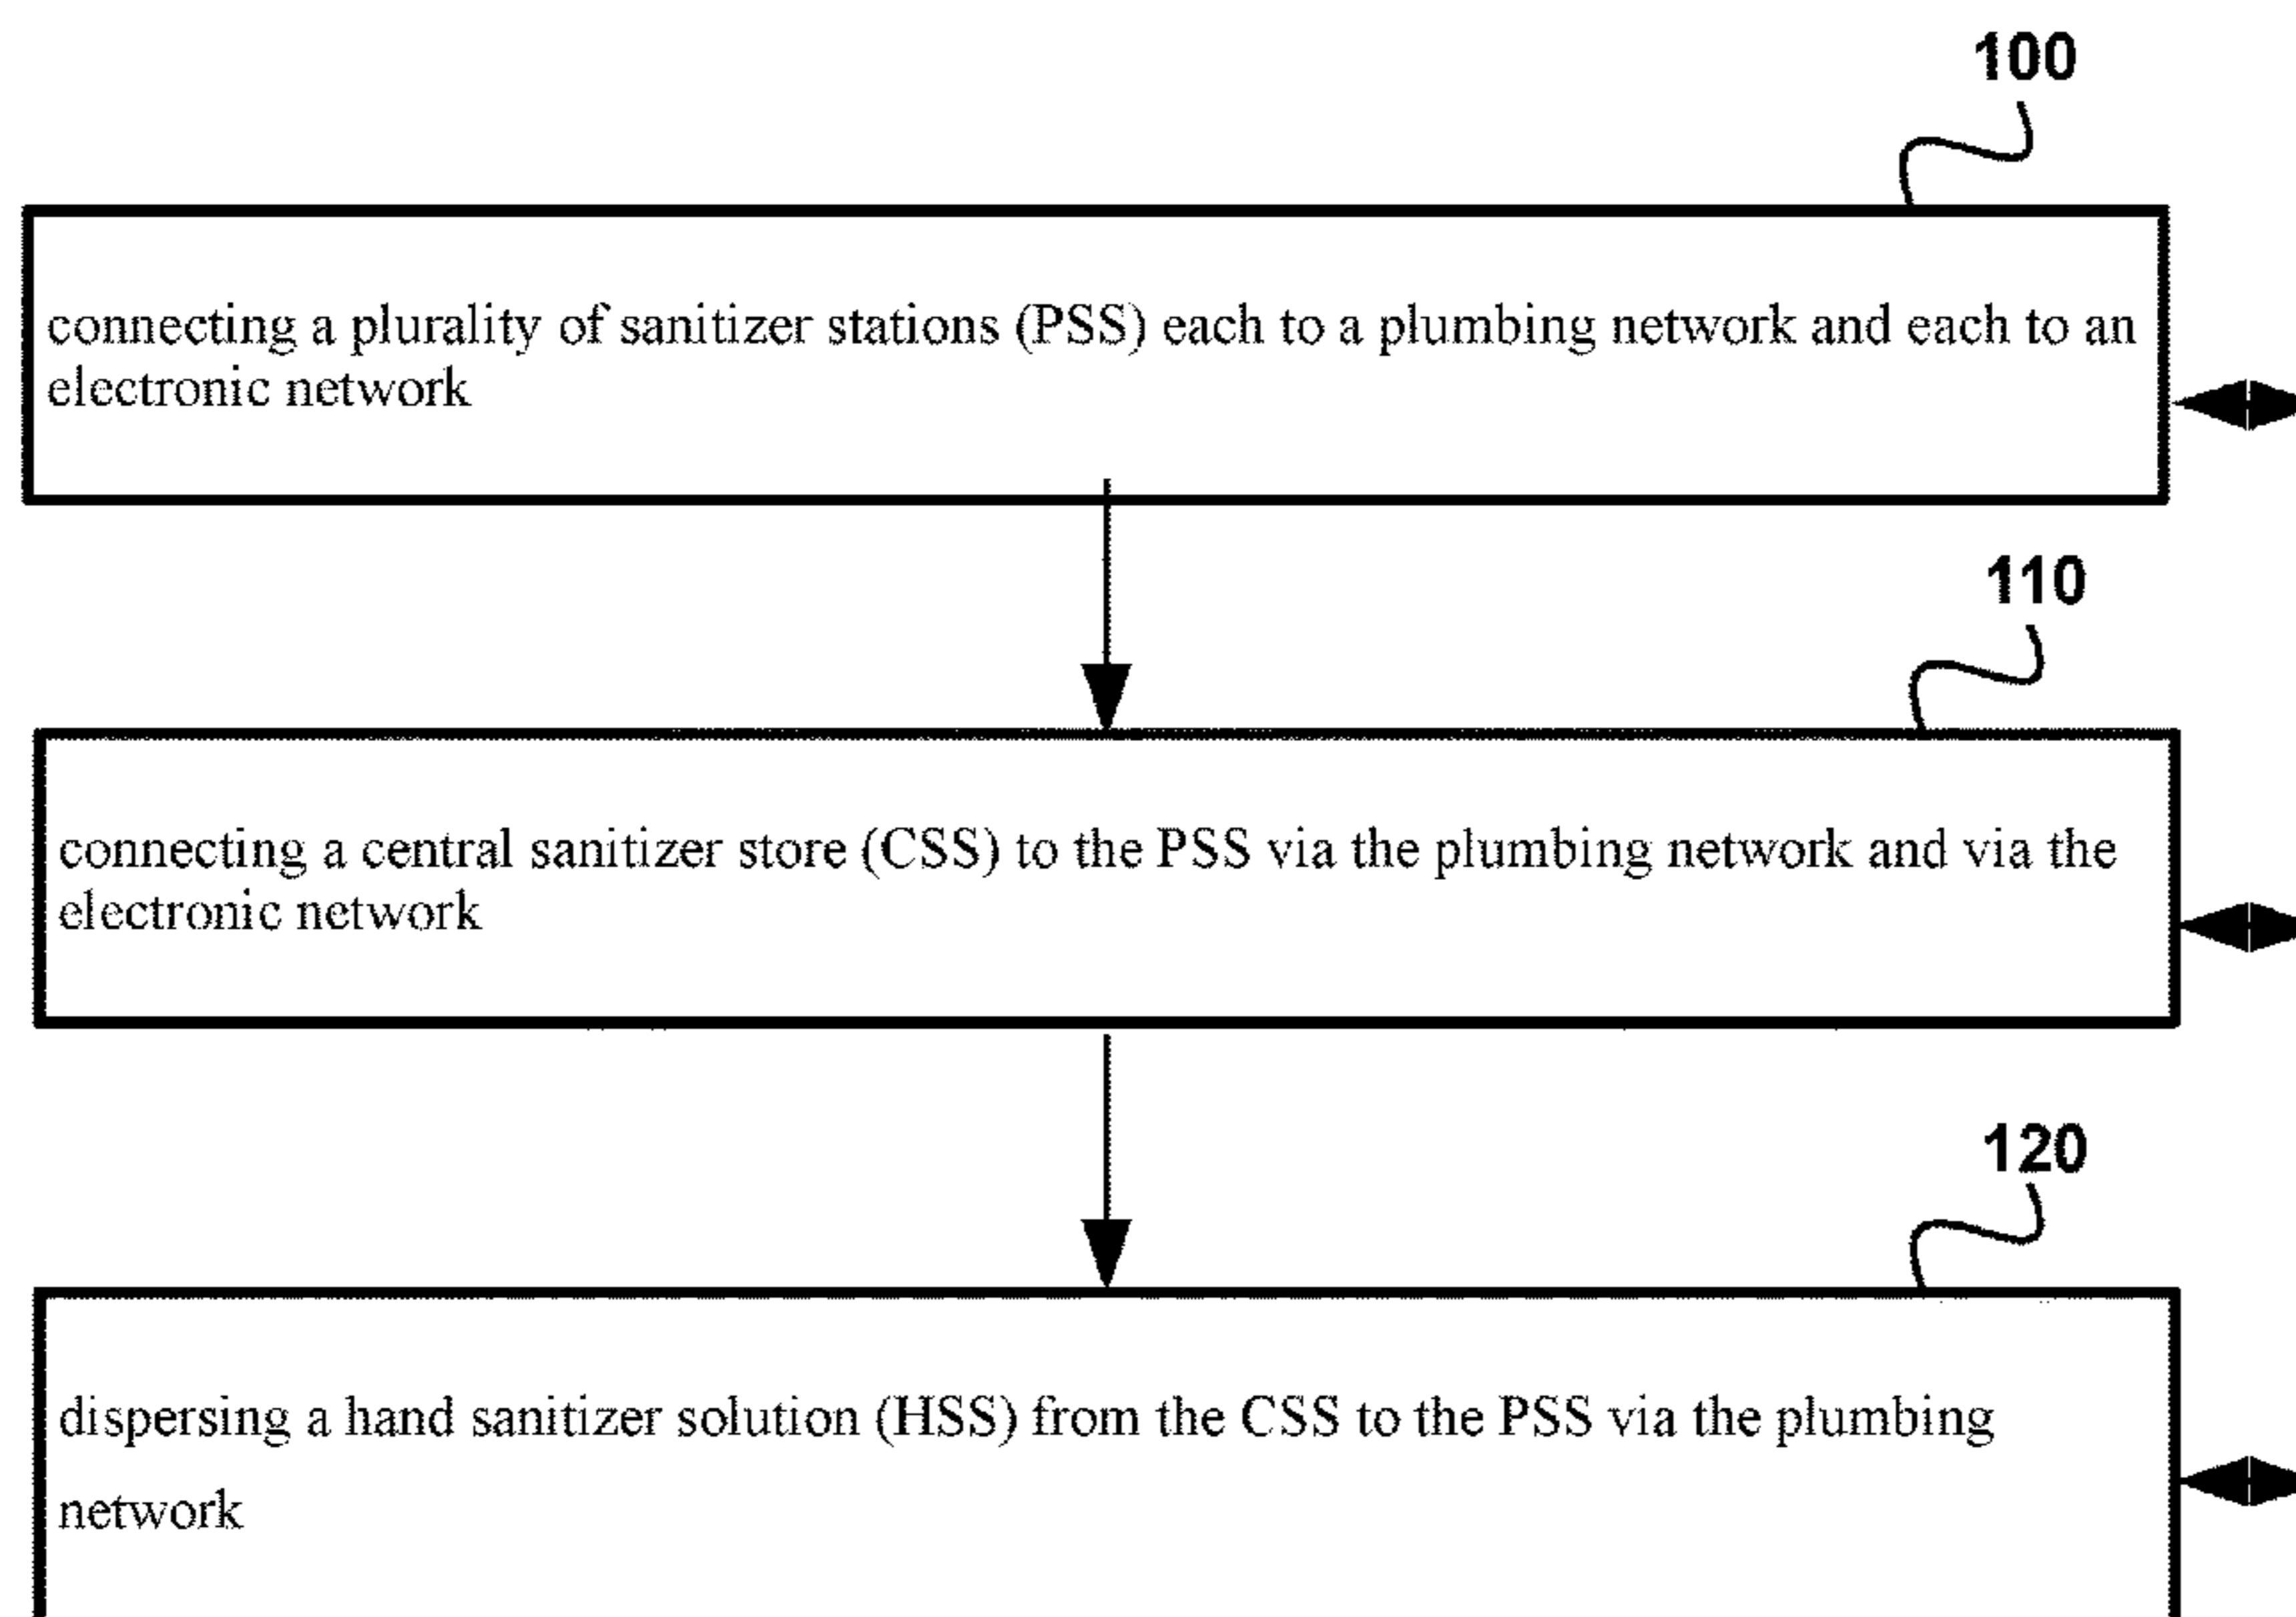 100
connecting a plurality of sanitizer stations (PSS) each to a plumbing network and each to an
electronic network
110
connecting a central sanitizer store (CSS) to the PSS via the plumbing network and via the
electronic network
120
dispersing a hand sanitizer solution (HSS) from the CSS to the PSS via the plumbing
network